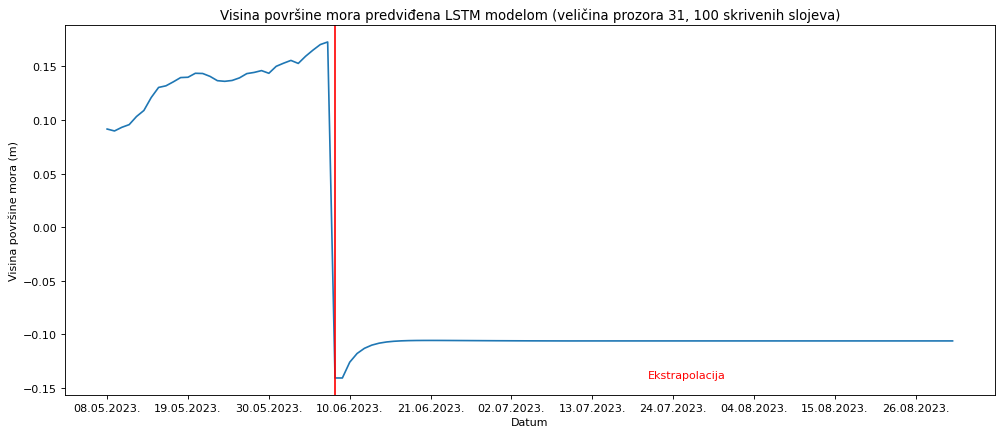 Visina površine mora predviđena LSTM modelom (veličina prozora 31, 100 skrivenih slojeva)
Visina površine mora (m)
0.15
0.10
0.05
0.00
−0.05
−0.10
−0.15
Ekstrapolacija
08.05.2023. 19.05.2023. 30.05.2023. 10.06.2023. 21.06.2023. 02.07.2023. 13.07.2023. 24.07.2023. 04.08.2023. 15.08.2023. 26.08.2023.
Datum